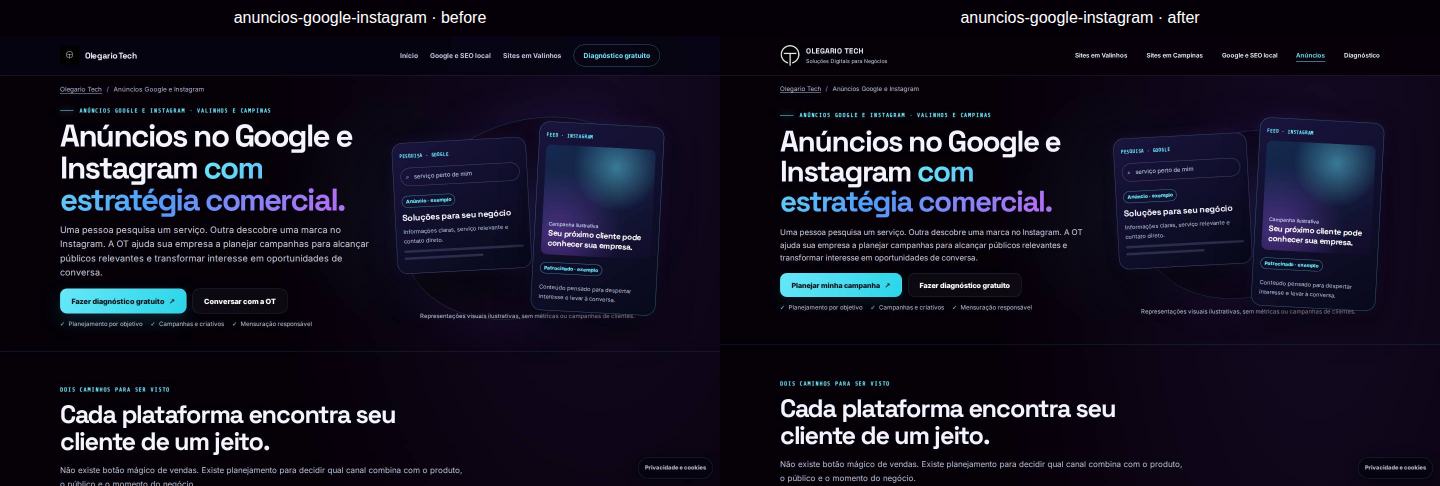 anuncios-google-instagram · before
Olegario Tech
Início
Google e SEO local
Sites em Valinhos
Diagnóstico gratuito
Olegario Tech / Anúncios Google e Instagram
ANÚNCIOS GOOGLE E INSTAGRAM · VALINHOS E CAMPINAS
Anúncios no Google e
Instagram com
estratégia comercial.
Uma pessoa pesquisa um serviço. Outra descobre uma marca no
Instagram. A OT ajuda sua empresa a planejar campanhas para alcançar
públicos relevantes e transformar interesse em oportunidades de
conversa.
Fazer diagnóstico gratuito ↗
Conversar com a OT
✓ Planejamento por objetivo ✓ Campanhas e criativos ✓ Mensuração responsável
PESQUISA · GOOGLE
serviço perto de mim
Anúncio · exemplo
Soluções para seu negócio
Informações claras, serviço relevante e
contato direto.
FEED · INSTAGRAM
Campanha ilustrativa
Seu próximo cliente pode
conhecer sua empresa.
Patrocinado · exemplo
Conteúdo pensado para despertar
interesse e levar à conversa.
Representações visuais ilustrativas, sem métricas ou campanhas de clientes.
DOIS CAMINHOS PARA SER VISTO
Cada plataforma encontra seu
cliente de um jeito.
Não existe botão mágico de vendas. Existe planejamento para decidir qual canal combina com o produto,
o público e o momento do negócio.
Privacidade e cookies
anuncios-google-instagram · after
OLEGARIO TECH
Soluções Digitais para Negócios
Sites em Valinhos
Sites em Campinas
Google e SEO local
Anúncios
Diagnóstico
Olegario Tech / Anúncios Google e Instagram
ANÚNCIOS GOOGLE E INSTAGRAM · VALINHOS E CAMPINAS
Anúncios no Google e
Instagram com
estratégia comercial.
Uma pessoa pesquisa um serviço. Outra descobre uma marca no Instagram. A OT
ajuda sua empresa a planejar campanhas para alcançar públicos relevantes e
transformar interesse em oportunidades de conversa.
Planejar minha campanha ↗
Fazer diagnóstico gratuito
✓ Planejamento por objetivo ✓ Campanhas e criativos ✓ Mensuração responsável
PESQUISA · GOOGLE
serviço perto de mim
Anúncio · exemplo
Soluções para seu negócio
Informações claras, serviço relevante e
contato direto.
FEED · INSTAGRAM
Campanha ilustrativa
Seu próximo cliente pode
conhecer sua empresa.
Patrocinado · exemplo
Conteúdo pensado para despertar
interesse e levar à conversa.
Representações visuais ilustrativas, sem métricas ou campanhas de clientes.
DOIS CAMINHOS PARA SER VISTO
Cada plataforma encontra seu
cliente de um jeito.
Não existe botão mágico de vendas. Existe planejamento para decidir qual canal combina com o produto,
o público e o momento do negócio.
Privacidade e cookies